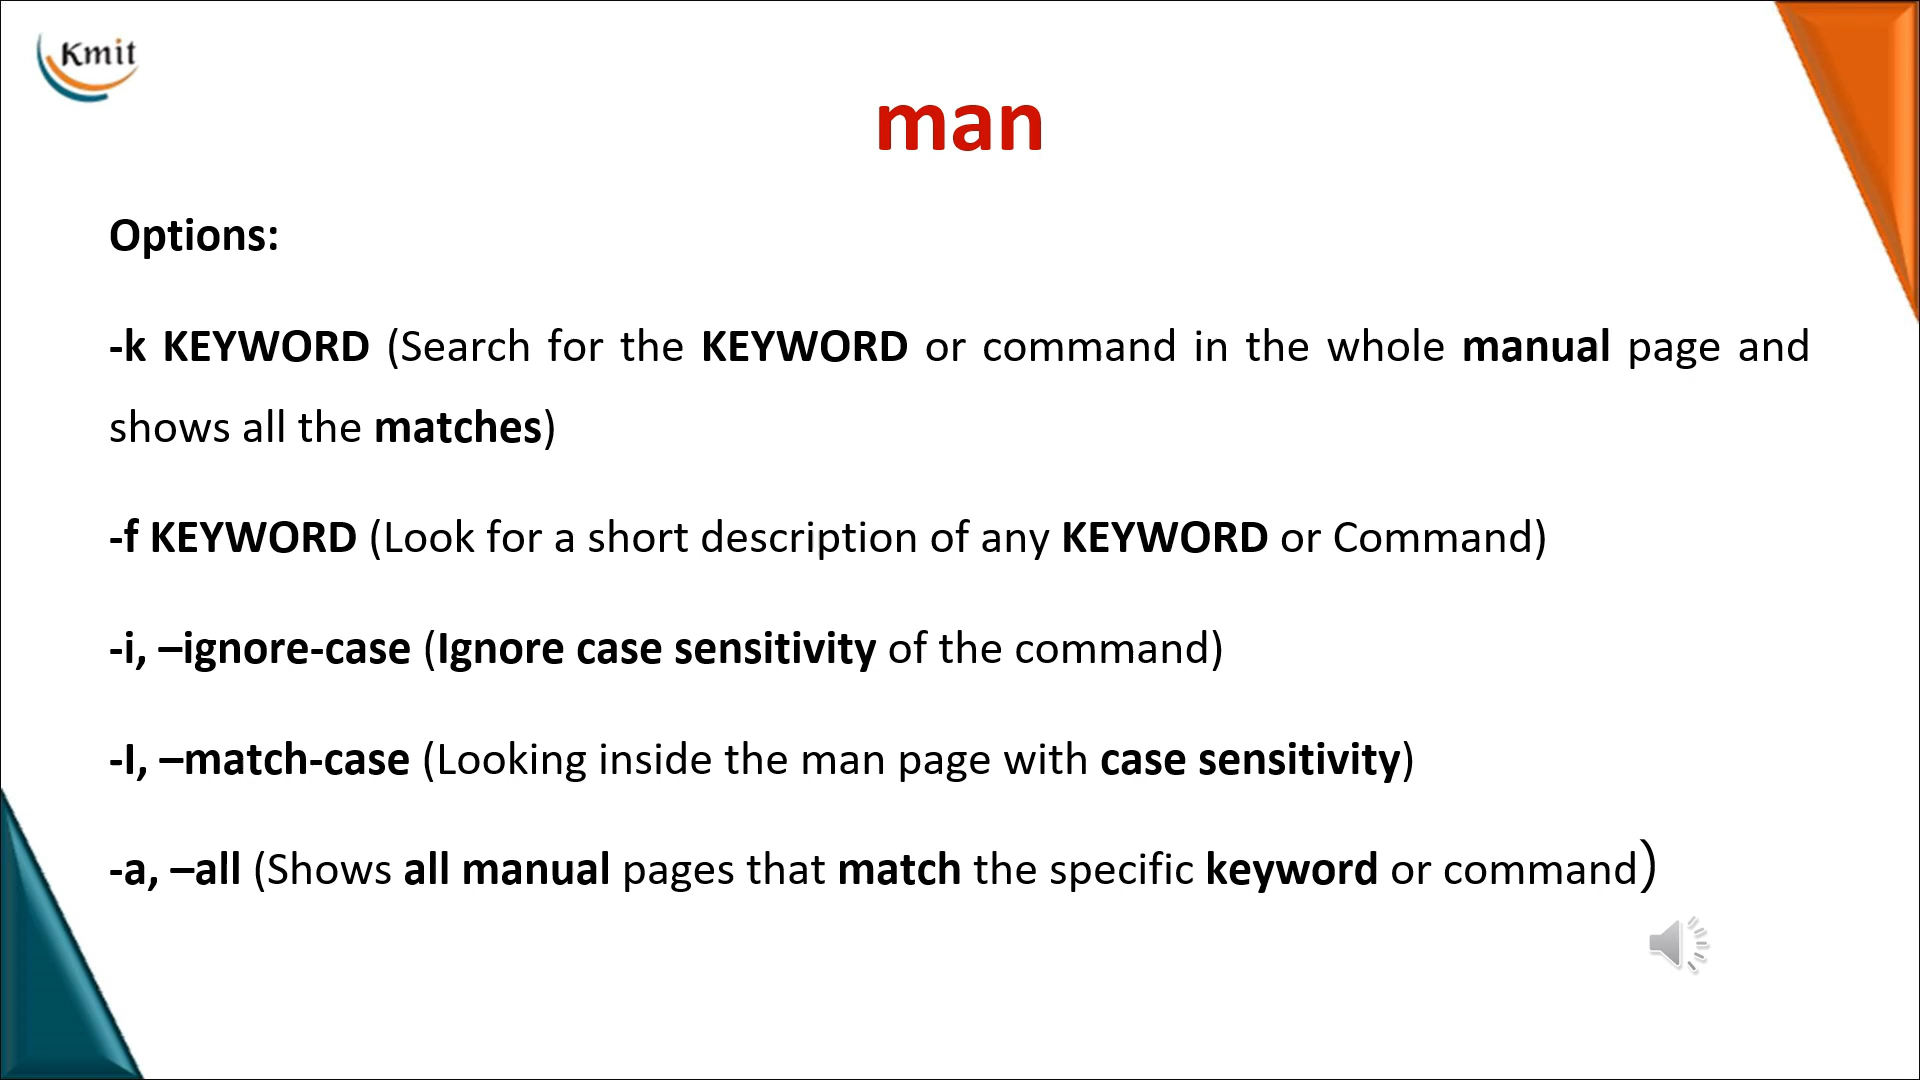 Kmit
man
Options:
-k KEYWORD (Search for the KEYWORD or command in the whole manual page and
shows all the matches)
-f KEYWORD (Look for a short description of any KEYWORD or Command)
-i, –ignore-case (Ignore case sensitivity of the command)
-I, –match-case (Looking inside the man page with case sensitivity)
-a, –all (Shows all manual pages that match the specific keyword or command)